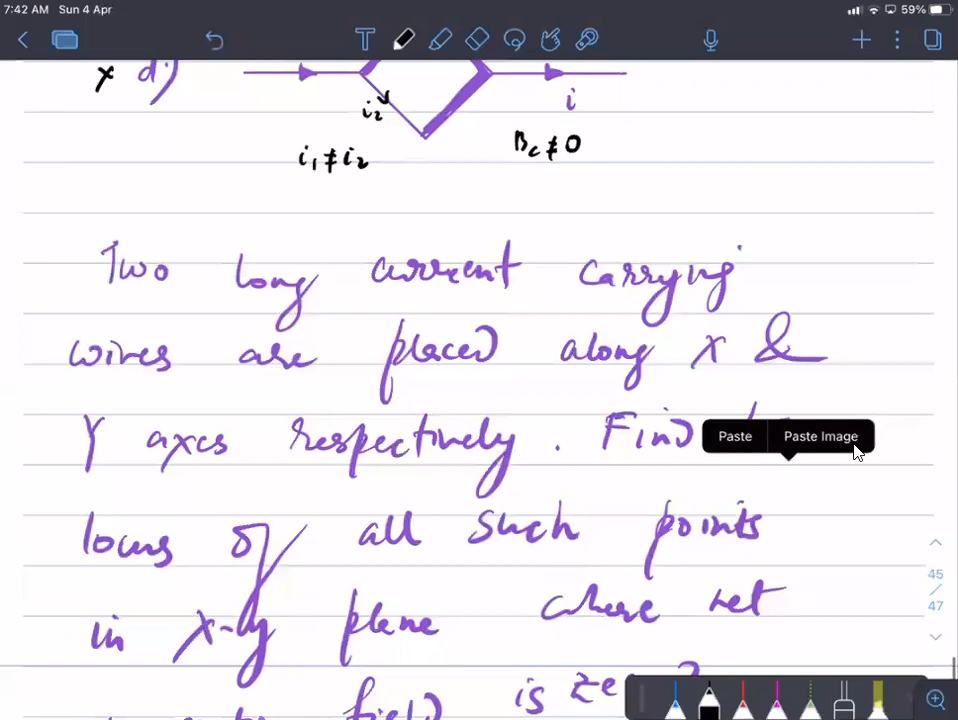 7:42 AM Sun 4 Apr 59%
x d)
i₂
i
i₁ ≠ i₂
B_c ≠ 0
Two long current carrying
wires are placed along x &
Y axes respectively. Find
Paste Paste Image
locus of all such points
in x-y plane where net
field is ze ?
45
/
47